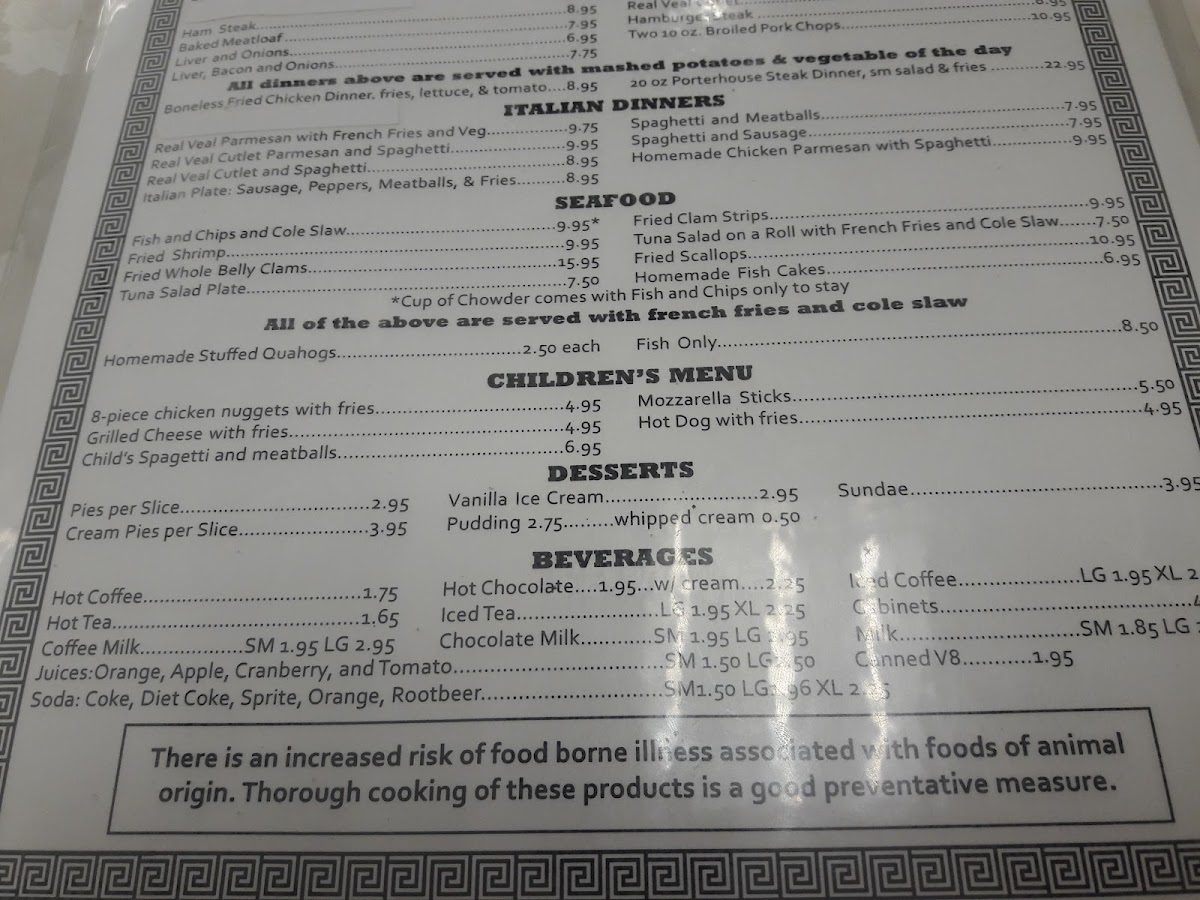 Ham Steak....8.95
Baked Meatloaf....7.95
Liver and Onions....6.95
Liver, Bacon and Onions....7.75
Real Veal
Hamburger Steak....8.95
Two 10 oz. Broiled Pork Chops....10.95
All dinners above are served with mashed potatoes & vegetable of the day
Boneless Fried Chicken Dinner. fries, lettuce, & tomato....8.95
20 oz Porterhouse Steak Dinner, sm salad & fries....22.95
ITALIAN DINNERS
Real Veal Parmesan with French Fries and Veg....9.75
Real Veal Cutlet Parmesan and Spaghetti....9.95
Real Veal Cutlet and Spaghetti....8.95
Italian Plate: Sausage, Peppers, Meatballs, & Fries....8.95
Spaghetti and Meatballs....7.95
Spaghetti and Sausage....7.95
Homemade Chicken Parmesan with Spaghetti....9.95
SEAFOOD
Fish and Chips and Cole Slaw....9.95*
Fried Shrimp....9.95
Fried Whole Belly Clams....15.95
Tuna Salad Plate....7.50
Fried Clam Strips....9.95
Tuna Salad on a Roll with French Fries and Cole Slaw....7.50
Fried Scallops....10.95
Homemade Fish Cakes....6.95
*Cup of Chowder comes with Fish and Chips only to stay
All of the above are served with french fries and cole slaw
Homemade Stuffed Quahogs....2.50 each
Fish Only....8.50
CHILDREN'S MENU
8-piece chicken nuggets with fries....4.95
Grilled Cheese with fries....4.95
Child's Spagetti and meatballs....6.95
Mozzarella Sticks....5.50
Hot Dog with fries....4.95
DESSERTS
Pies per Slice....2.95
Cream Pies per Slice....3.95
Vanilla Ice Cream....2.95
Pudding 2.75....whipped cream 0.50
Sundae....3.95
BEVERAGES
Hot Coffee....1.75
Hot Tea....1.65
Coffee Milk....SM 1.95 LG 2.95
Hot Chocolate....1.95...w/ cream....2.25
Iced Tea....LG 1.95 XL 2.25
Chocolate Milk....SM 1.95 LG
Iced Coffee....LG 1.95 XL
Cabinets....
Milk....SM 1.85 LG
Canned V8....1.95
Juices:Orange, Apple, Cranberry, and Tomato....SM 1.50 LG
Soda: Coke, Diet Coke, Sprite, Orange, Rootbeer....SM1.50 LG XL
There is an increased risk of food borne illness associated with foods of animal
origin. Thorough cooking of these products is a good preventative measure.